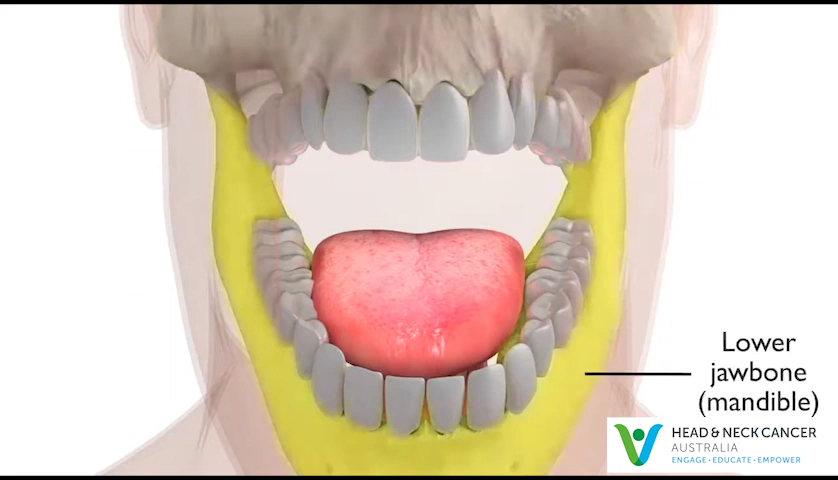 Lower
jawbone
(mandible)
HEAD & NECK CANCER
AUSTRALIA
ENGAGE · EDUCATE · EMPOWER